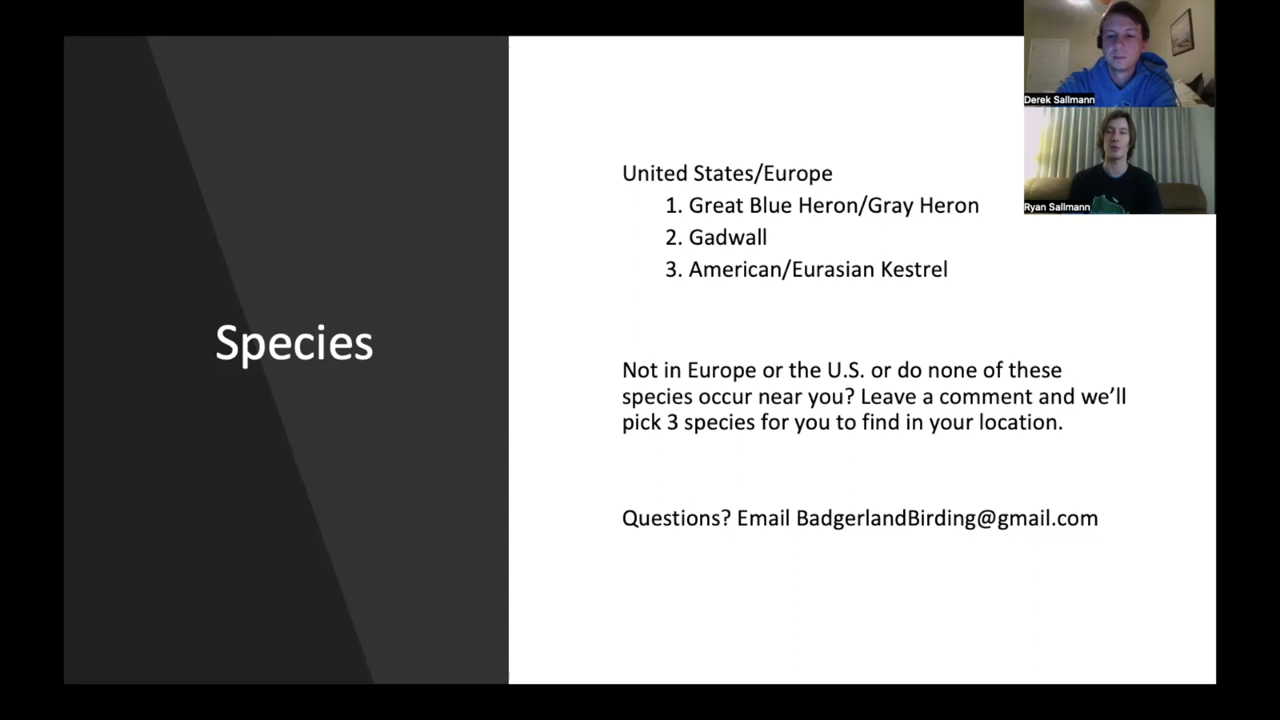 Derek Sallmann
Ryan Sallmann
Species
United States/Europe
1. Great Blue Heron/Gray Heron
2. Gadwall
3. American/Eurasian Kestrel
Not in Europe or the U.S. or do none of these
species occur near you? Leave a comment and we’ll
pick 3 species for you to find in your location.
Questions? Email BadgerlandBirding@gmail.com